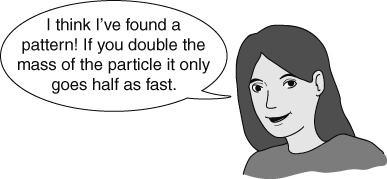 I think I've found a
pattern! If you double the
mass of the particle it only
goes half as fast.